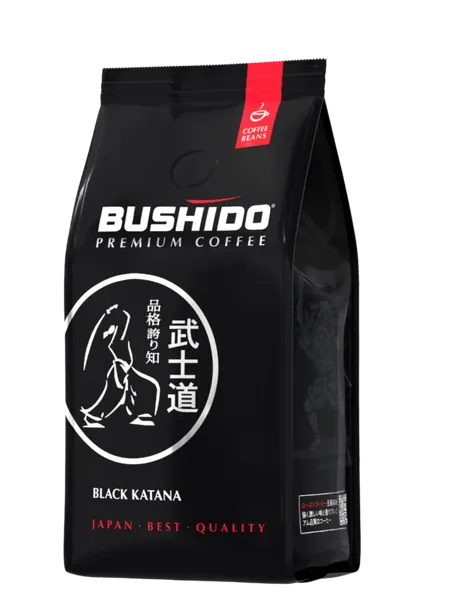 COFFEE
BEANS
BUSHIDO®
PREMIUM COFFEE
品格誇り知
武士道
BLACK KATANA
JAPAN · BEST · QUALITY